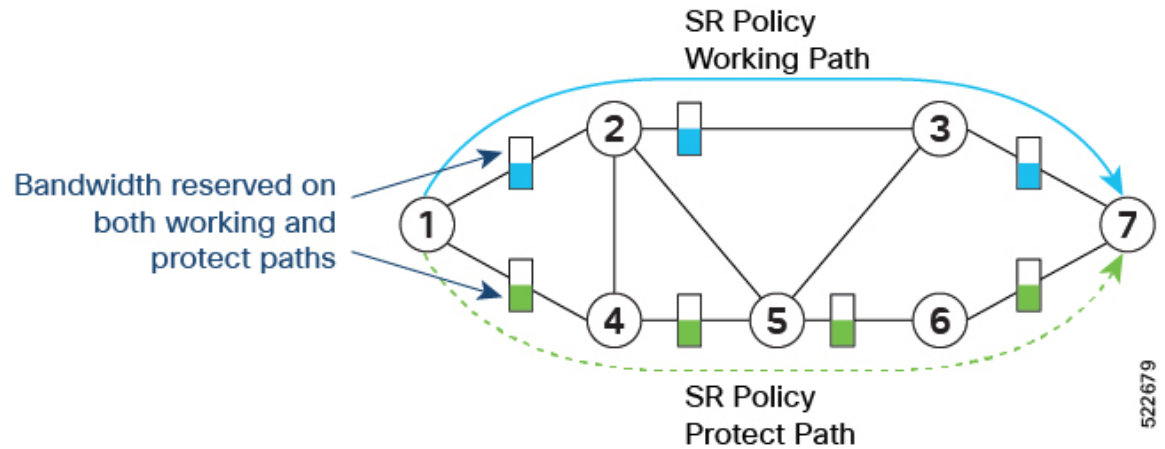 SR Policy
Working Path
2
3
Bandwidth reserved on
both working and
protect paths
1
7
4
5
6
SR Policy
Protect Path
522679